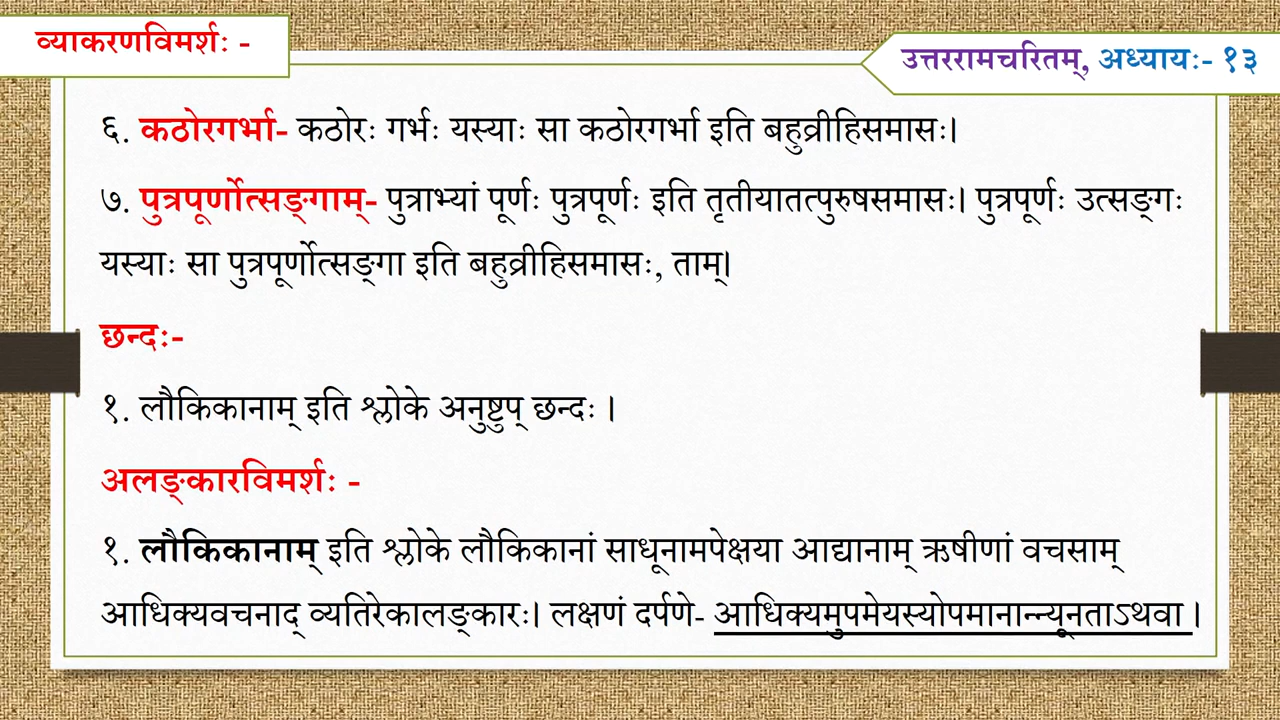 व्याकरणविमर्शः -
उत्तररामचरितम्, अध्यायः- १३
६. कठोरगर्भा- कठोरः गर्भः यस्याः सा कठोरगर्भा इति बहुव्रीहिसमासः।
७. पुत्रपूर्णोत्सङ्गाम्- पुत्राभ्यां पूर्णः पुत्रपूर्णः इति तृतीयातत्पुरुषसमासः। पुत्रपूर्णः उत्सङ्गः
यस्याः सा पुत्रपूर्णोत्सङ्गा इति बहुव्रीहिसमासः, ताम्।
छन्दः-
१. लौकिकानाम् इति श्लोके अनुष्टुप् छन्दः ।
अलङ्कारविमर्शः -
१. लौकिकानाम् इति श्लोके लौकिकानां साधूनामपेक्षया आद्यानाम् ऋषीणां वचसाम्
आधिक्यवचनाद् व्यतिरेकालङ्कारः। लक्षणं दर्पणे- आधिक्यमुपमेयस्योपमानान्न्यूनताऽथवा ।